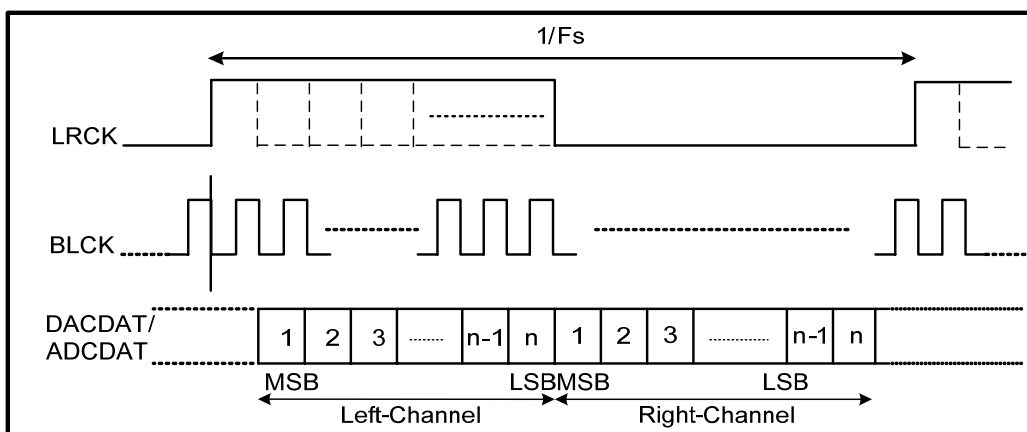 1/Fs
LRCK
BLCK
DACDAT/
ADCDAT
1 2 3 ........ n-1 n 1 2 3 ............... n-1 n
MSB LSB MSB LSB
Left-Channel Right-Channel